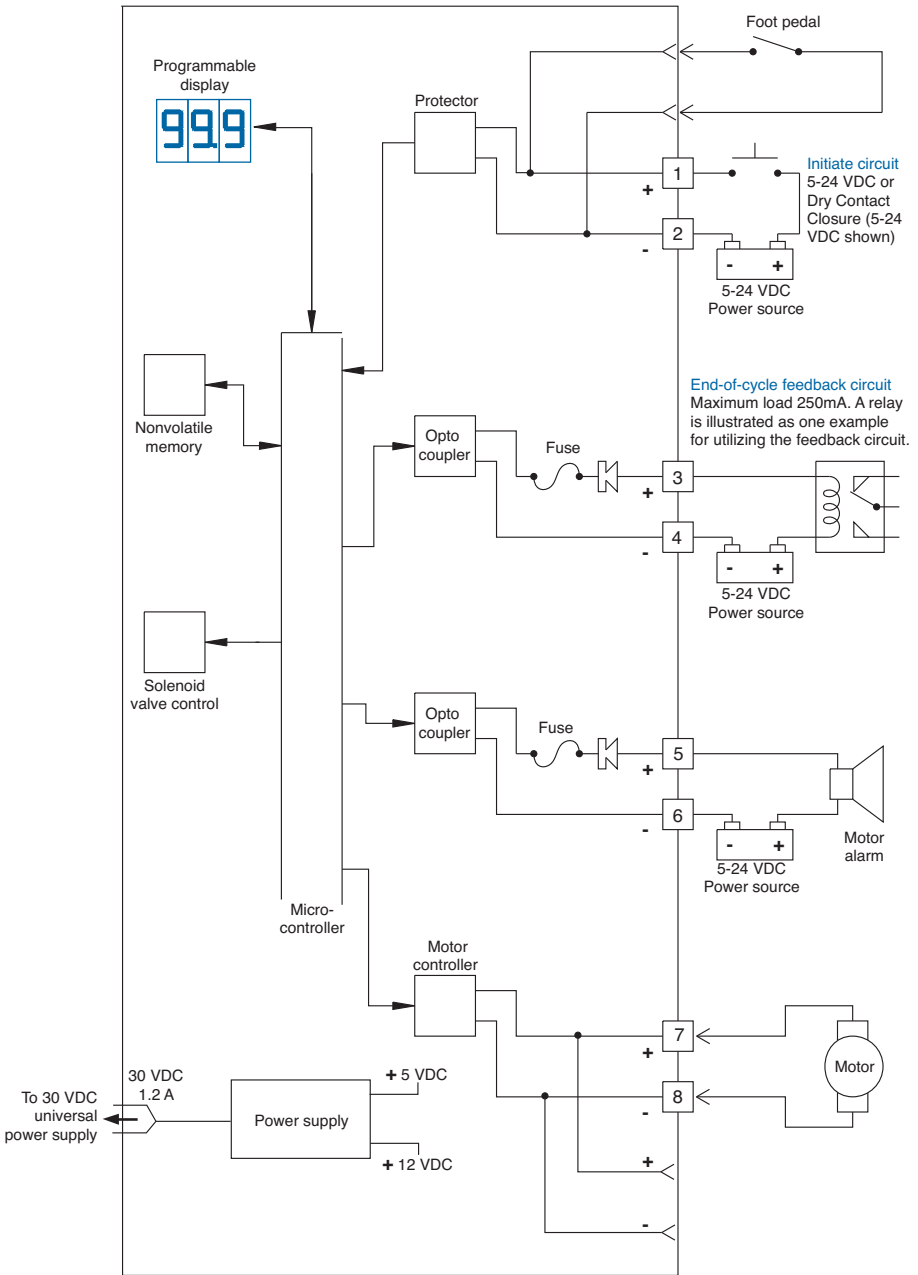 Foot pedal
Programmable
display
999
Protector
1
+
2
-
Initiate circuit
5-24 VDC or
Dry Contact
Closure (5-24
VDC shown)
- +
5-24 VDC
Power source
Nonvolatile
memory
End-of-cycle feedback circuit
Maximum load 250mA. A relay
is illustrated as one example
for utilizing the feedback circuit.
Opto
coupler
Fuse
3
+
4
-
- +
5-24 VDC
Power source
Solenoid
valve control
Opto
coupler
Fuse
5
+
6
-
- +
5-24 VDC
Power source
Motor
alarm
Micro-
controller
Motor
controller
7
+
8
-
Motor
+
-
To 30 VDC
universal
power supply
30 VDC
1.2 A
Power supply
+ 5 VDC
+ 12 VDC